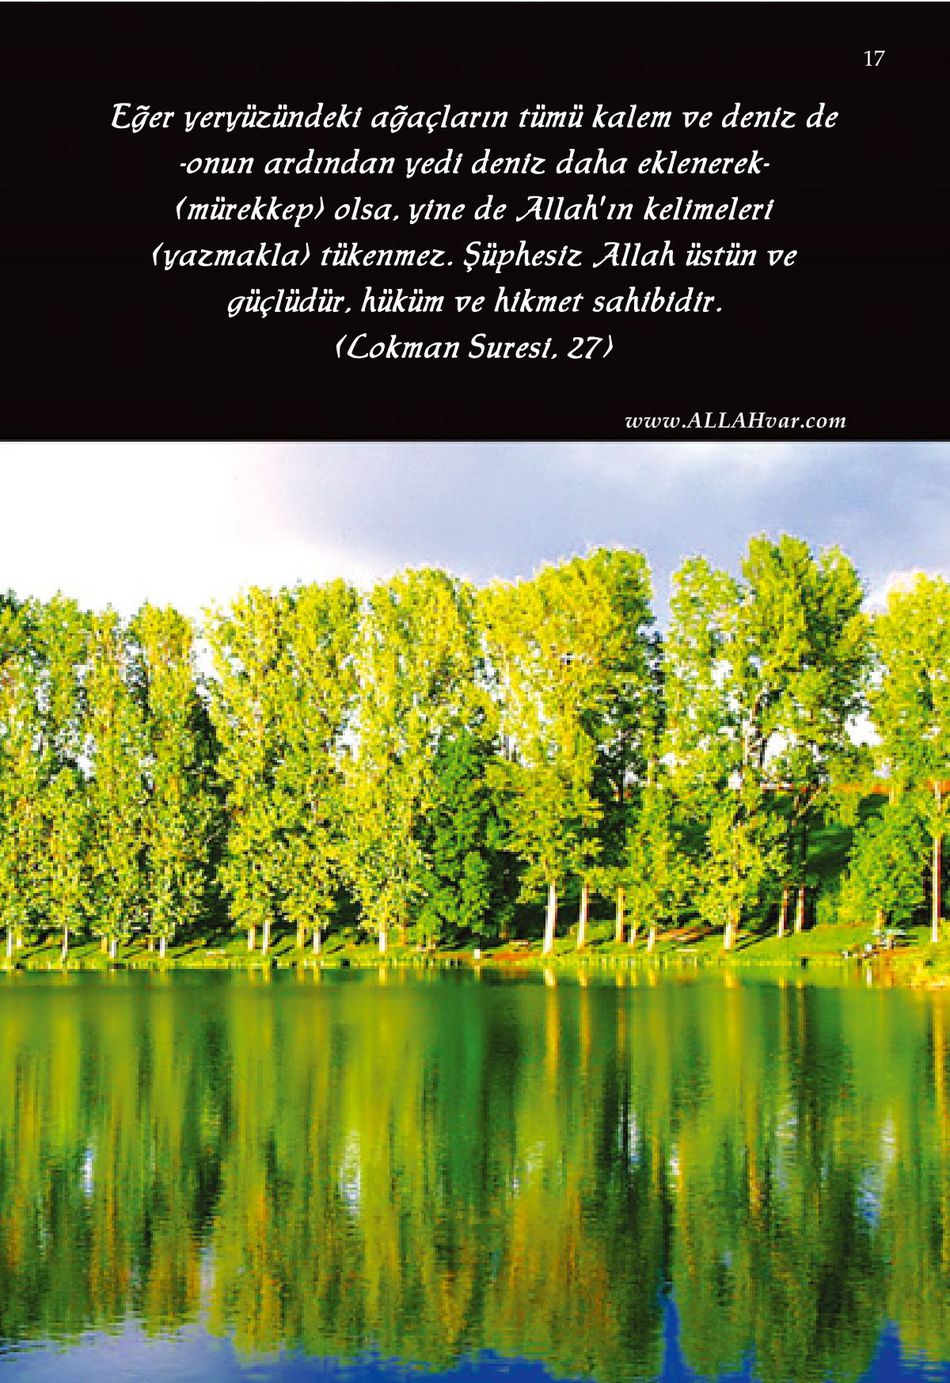 17
Eğer yeryüzündeki ağaçların tümü kalem ve deniz de
-onun ardından yedi deniz daha eklenerek-
(mürekkep) olsa, yine de Allah'ın kelimeleri
(yazmakla) tükenmez. Şüphesiz Allah üstün ve
güçlüdür, hüküm ve hikmet sahibidir.
(Lokman Suresi, 27)
www.ALLAHvar.com